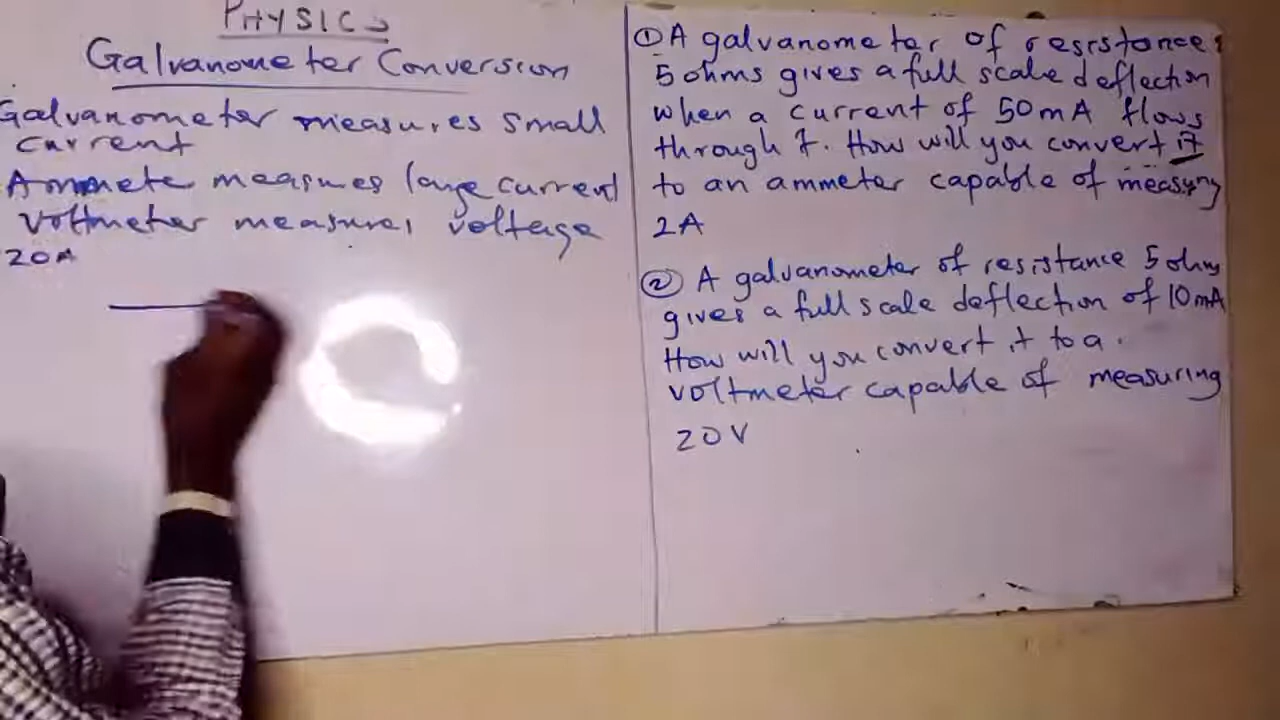 PHYSICS
Galvanometer Conversion
Galvanometer measures small
current
Ammete measures large current
Voltmeter measures voltage
20A
① A galvanometer of resistance
5 ohms gives a full scale deflection
when a current of 50mA flows
through it. How will you convert it
to an ammeter capable of measuring
2A
② A galvanometer of resistance 5 ohms
gives a full scale deflection of 10mA
How will you convert it to a
voltmeter capable of measuring
20V